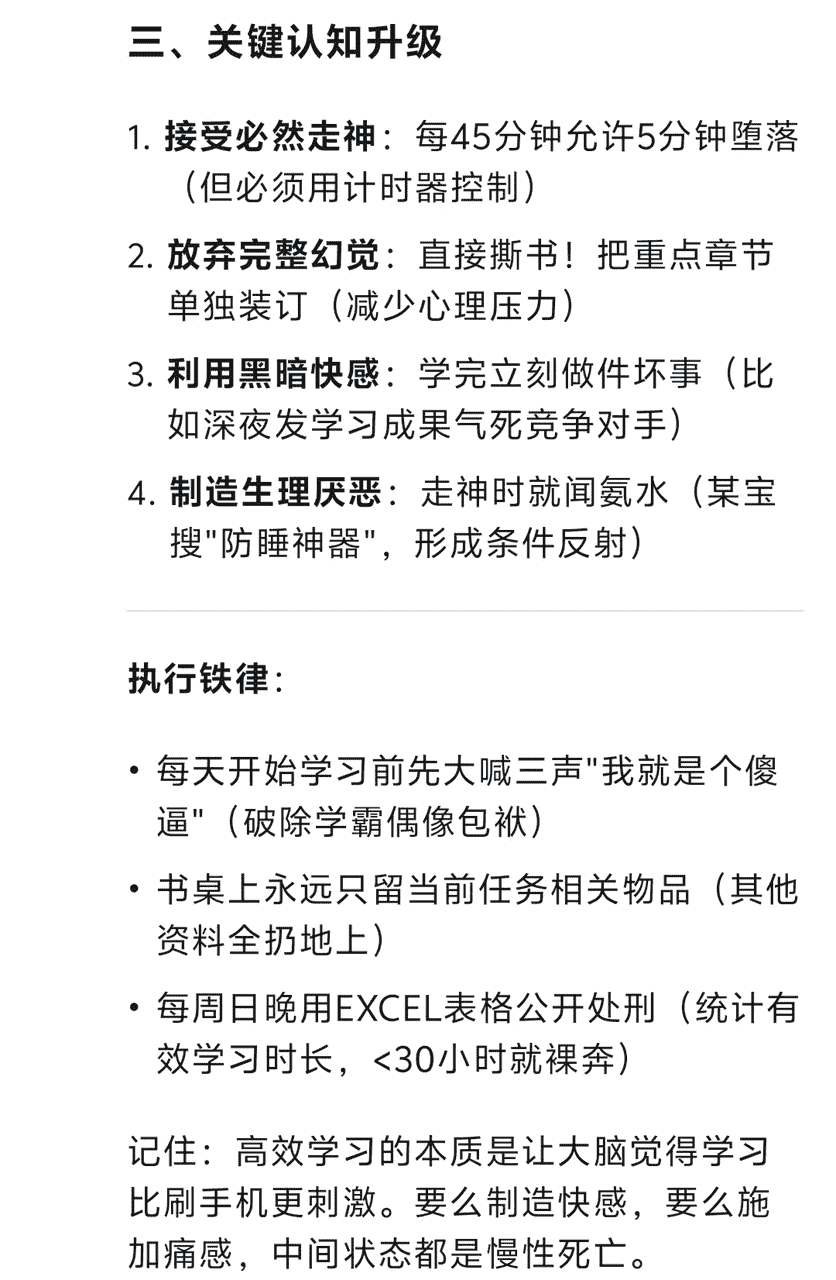 三、关键认知升级
1. 接受必然走神：每45分钟允许5分钟堕落
（但必须用计时器控制）
2. 放弃完整幻觉：直接撕书！把重点章节
单独装订（减少心理压力）
3. 利用黑暗快感：学完立刻做件坏事（比
如深夜发学习成果气死竞争对手）
4. 制造生理厌恶：走神时就闻氨水（某宝
搜"防睡神器"，形成条件反射）
执行铁律：
• 每天开始学习前先大喊三声"我就是个傻
逼"（破除学霸偶像包袱）
• 书桌上永远只留当前任务相关物品（其他
资料全扔地上）
• 每周日晚用EXCEL表格公开处刑（统计有
效学习时长，<30小时就裸奔）
记住：高效学习的本质是让大脑觉得学习
比刷手机更刺激。要么制造快感，要么施
加痛感，中间状态都是慢性死亡。